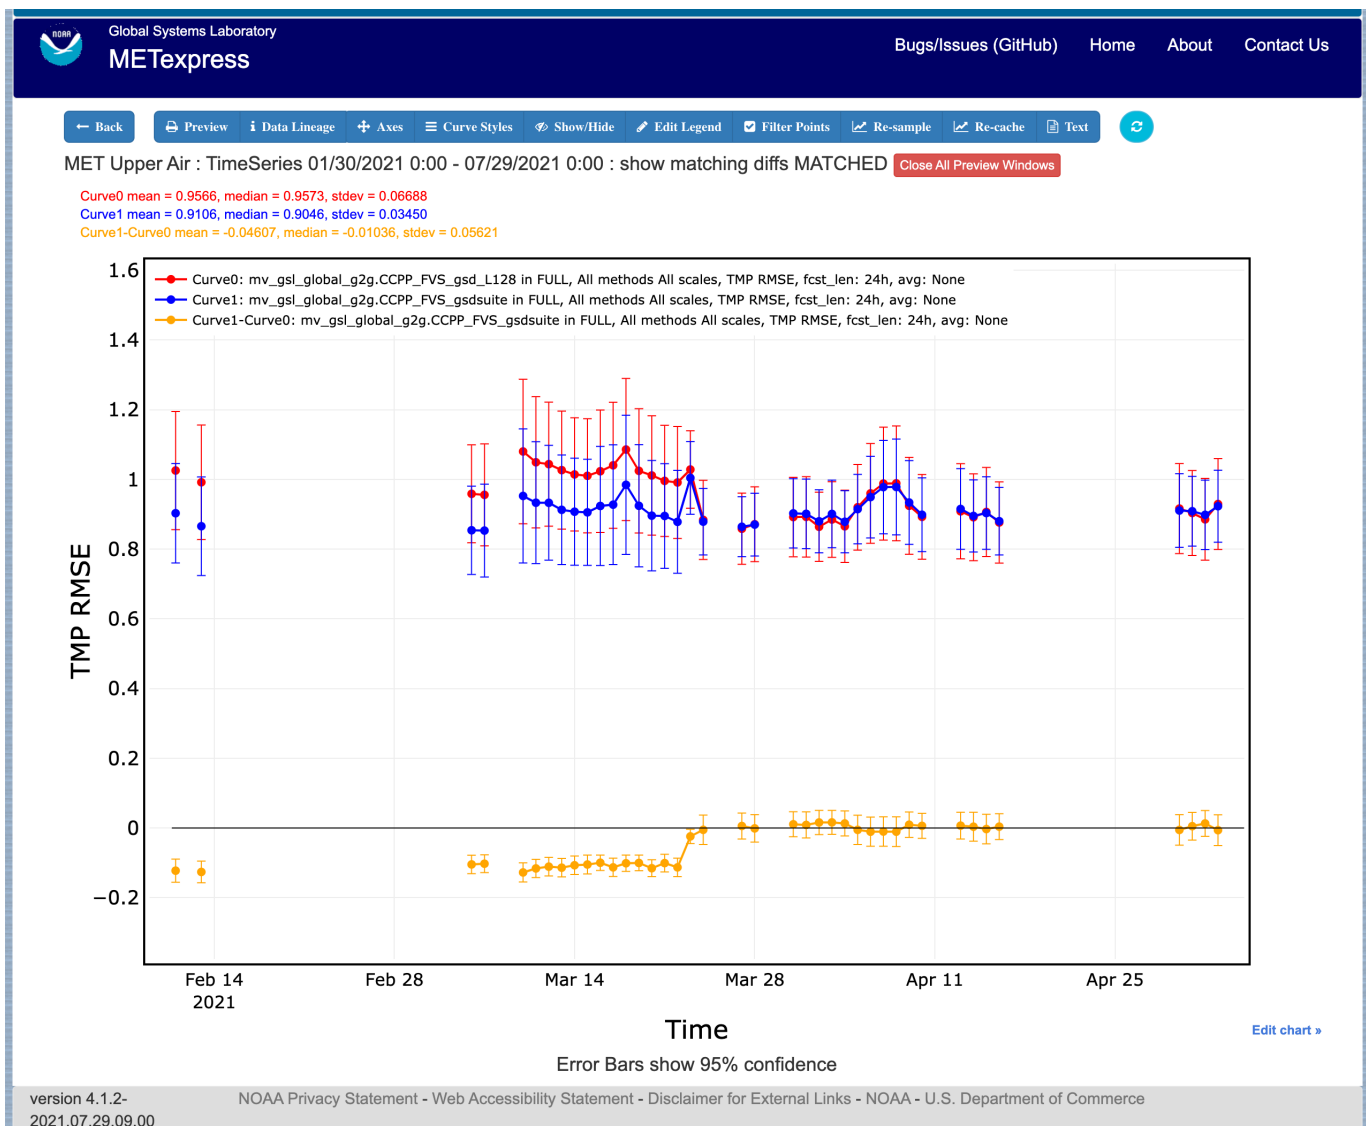 NOAA
Global Systems Laboratory
METexpress
Bugs/Issues (GitHub) Home About Contact Us
← Back Preview Data Lineage Axes Curve Styles Show/Hide Edit Legend Filter Points Re-sample Re-cache Text
MET Upper Air : TimeSeries 01/30/2021 0:00 - 07/29/2021 0:00 : show matching diffs MATCHED Close All Preview Windows
Curve0 mean = 0.9566, median = 0.9573, stdev = 0.06688
Curve1 mean = 0.9106, median = 0.9046, stdev = 0.03450
Curve1-Curve0 mean = -0.04607, median = -0.01036, stdev = 0.05621
Curve0: mv_gsl_global_g2g.CCPP_FVS_gsd_L128 in FULL, All methods All scales, TMP RMSE, fcst_len: 24h, avg: None
Curve1: mv_gsl_global_g2g.CCPP_FVS_gsdsuite in FULL, All methods All scales, TMP RMSE, fcst_len: 24h, avg: None
Curve1-Curve0: mv_gsl_global_g2g.CCPP_FVS_gsdsuite in FULL, All methods All scales, TMP RMSE, fcst_len: 24h, avg: None
1.6
1.4
1.2
1
0.8
0.6
0.4
0.2
0
−0.2
TMP RMSE
Feb 14 Feb 28 Mar 14 Mar 28 Apr 11 Apr 25
2021
Time
Edit chart »
Error Bars show 95% confidence
version 4.1.2-
2021.07.29.09.00
NOAA Privacy Statement - Web Accessibility Statement - Disclaimer for External Links - NOAA - U.S. Department of Commerce